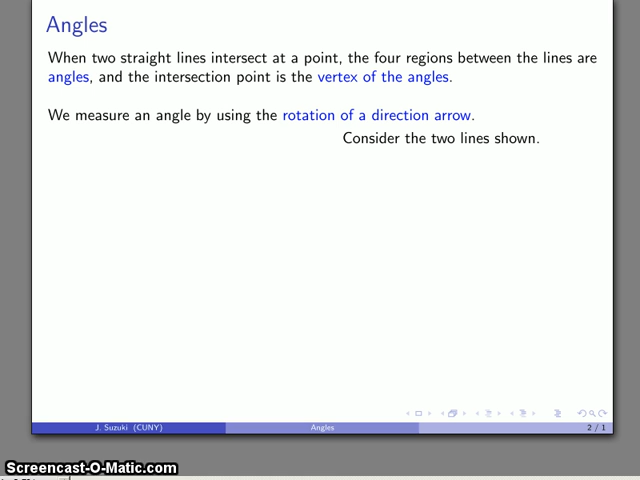 Angles
When two straight lines intersect at a point, the four regions between the lines are
angles, and the intersection point is the vertex of the angles.
We measure an angle by using the rotation of a direction arrow.
Consider the two lines shown.
J. Suzuki (CUNY)
Angles
2 / 1
Screencast-O-Matic.com